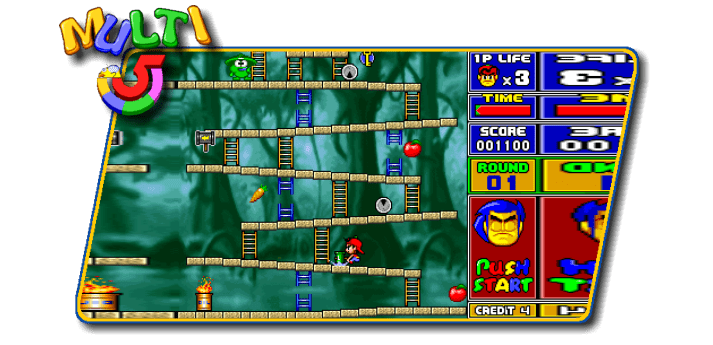 MULTI
5
1P LIFE
x3
TIME
SCORE
001100
ROUND
01
PUSH
START
CREDIT 4